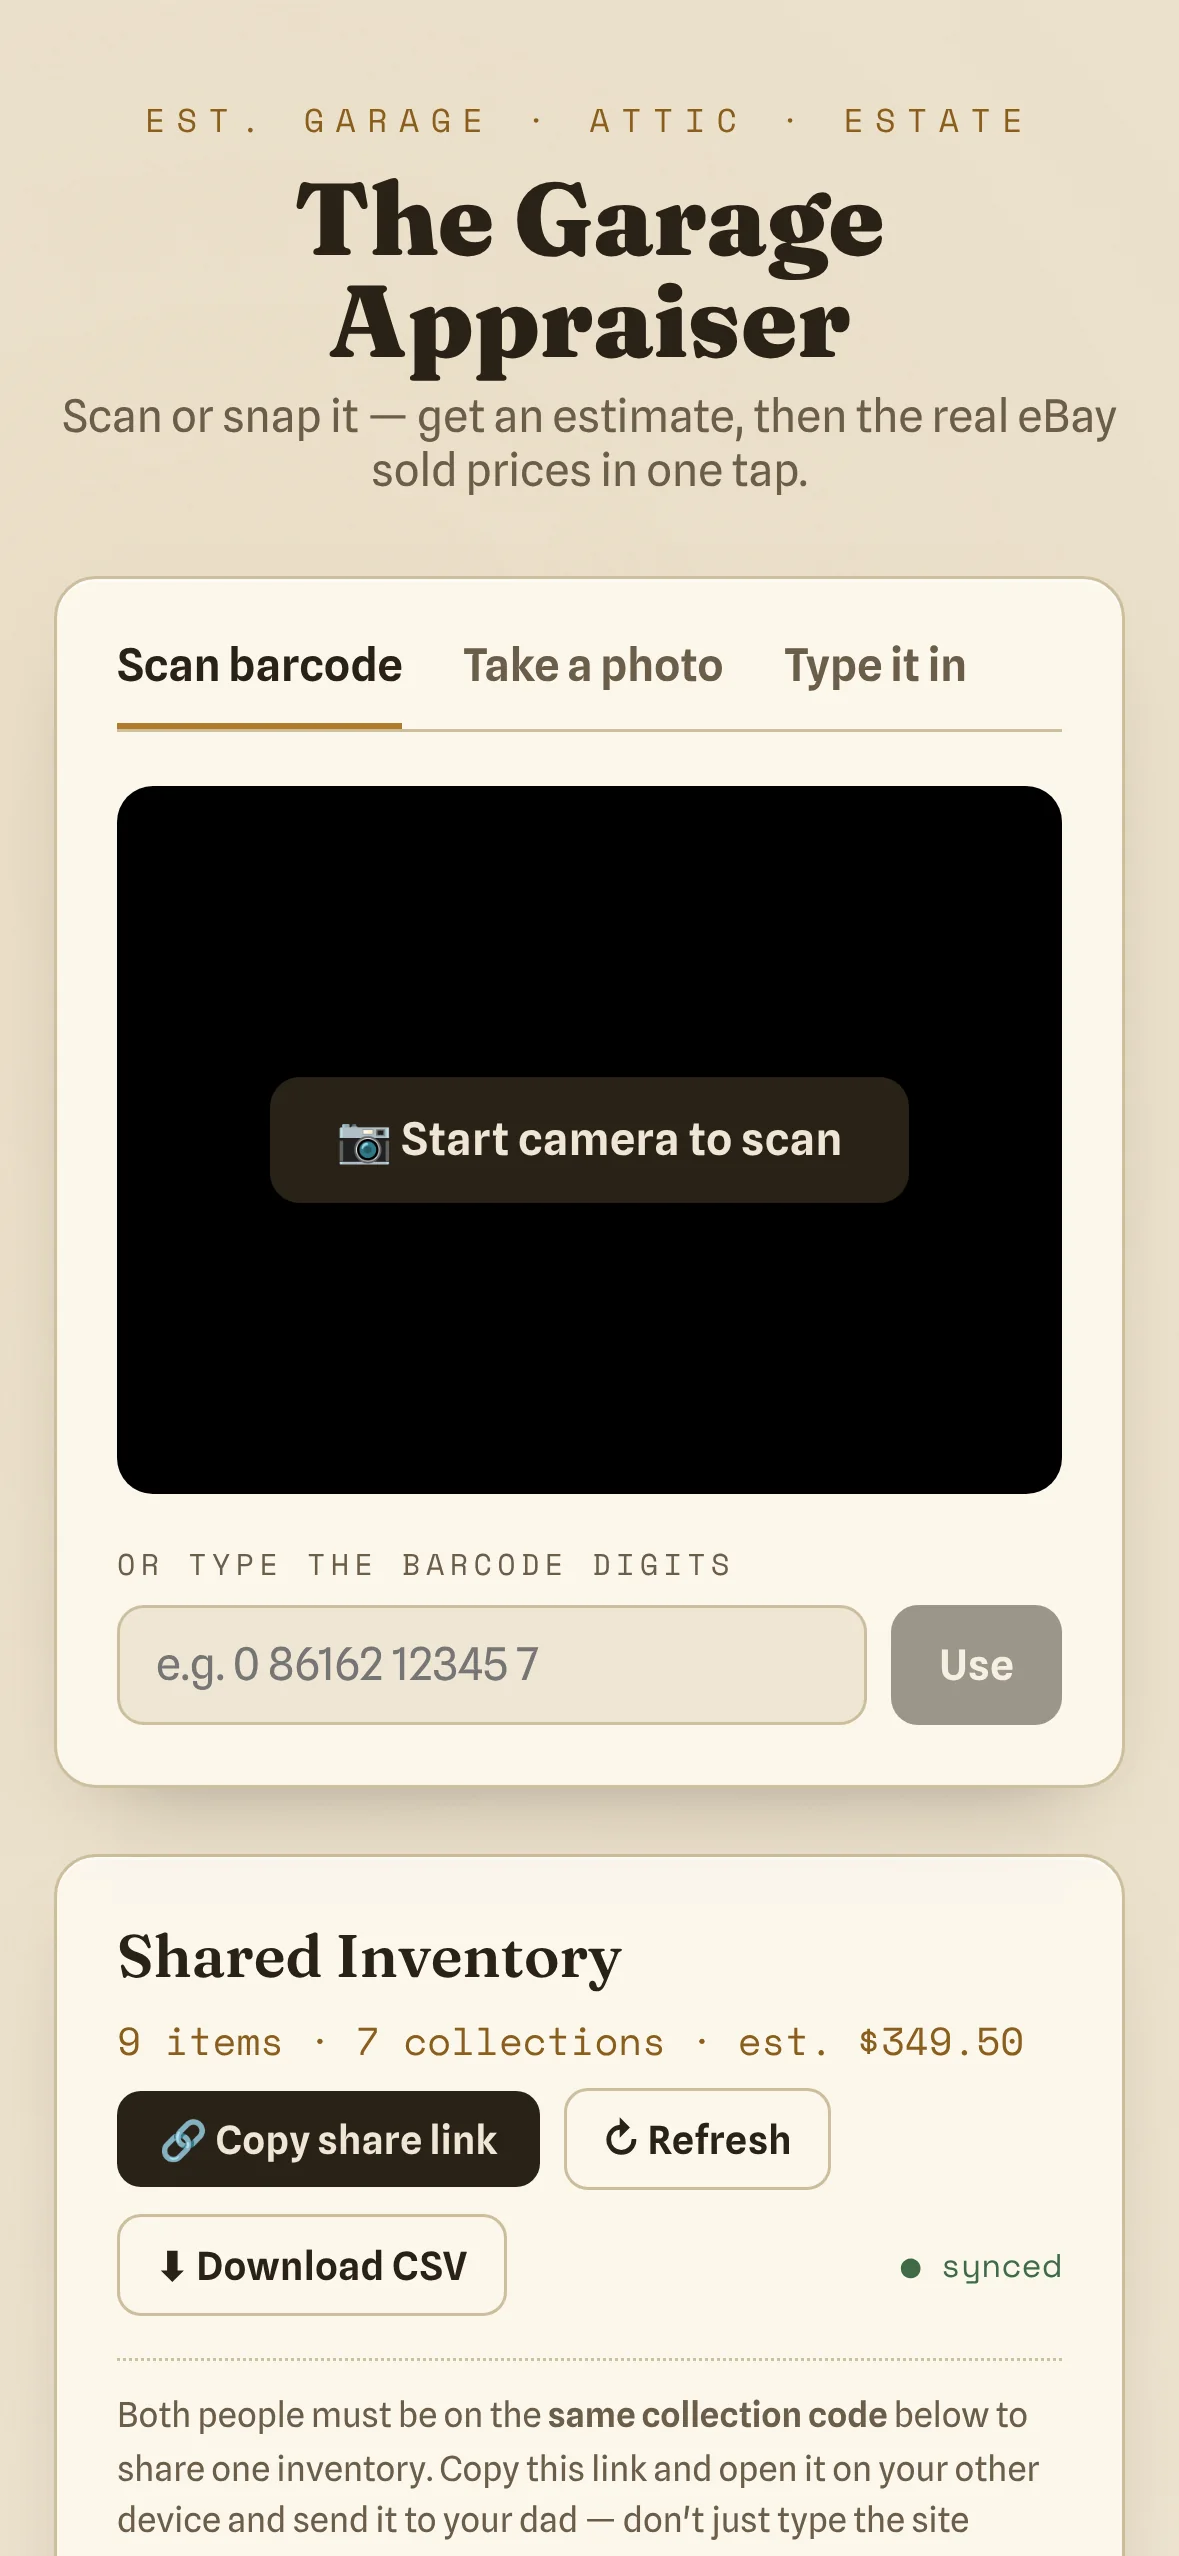 EST. GARAGE · ATTIC · ESTATE
The Garage
Appraiser
Scan or snap it — get an estimate, then the real eBay
sold prices in one tap.
Scan barcode Take a photo Type it in
📷 Start camera to scan
OR TYPE THE BARCODE DIGITS
e.g. 0 86162 12345 7 Use
Shared Inventory
9 items · 7 collections · est. $349.50
🔗 Copy share link ↻ Refresh
⬇ Download CSV ● synced
Both people must be on the same collection code below to
share one inventory. Copy this link and open it on your other
device and send it to your dad — don't just type the site